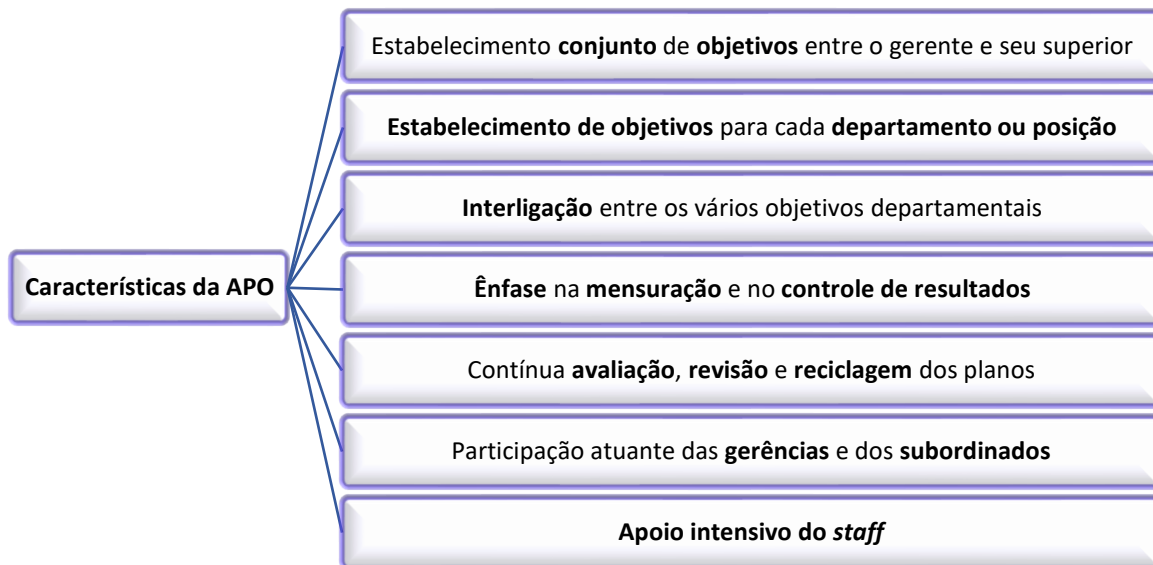 Estabelecimento conjunto de objetivos entre o gerente e seu superior
Estabelecimento de objetivos para cada departamento ou posição
Interligação entre os vários objetivos departamentais
Características da APO
Ênfase na mensuração e no controle de resultados
Contínua avaliação, revisão e reciclagem dos planos
Participação atuante das gerências e dos subordinados
Apoio intensivo do staff